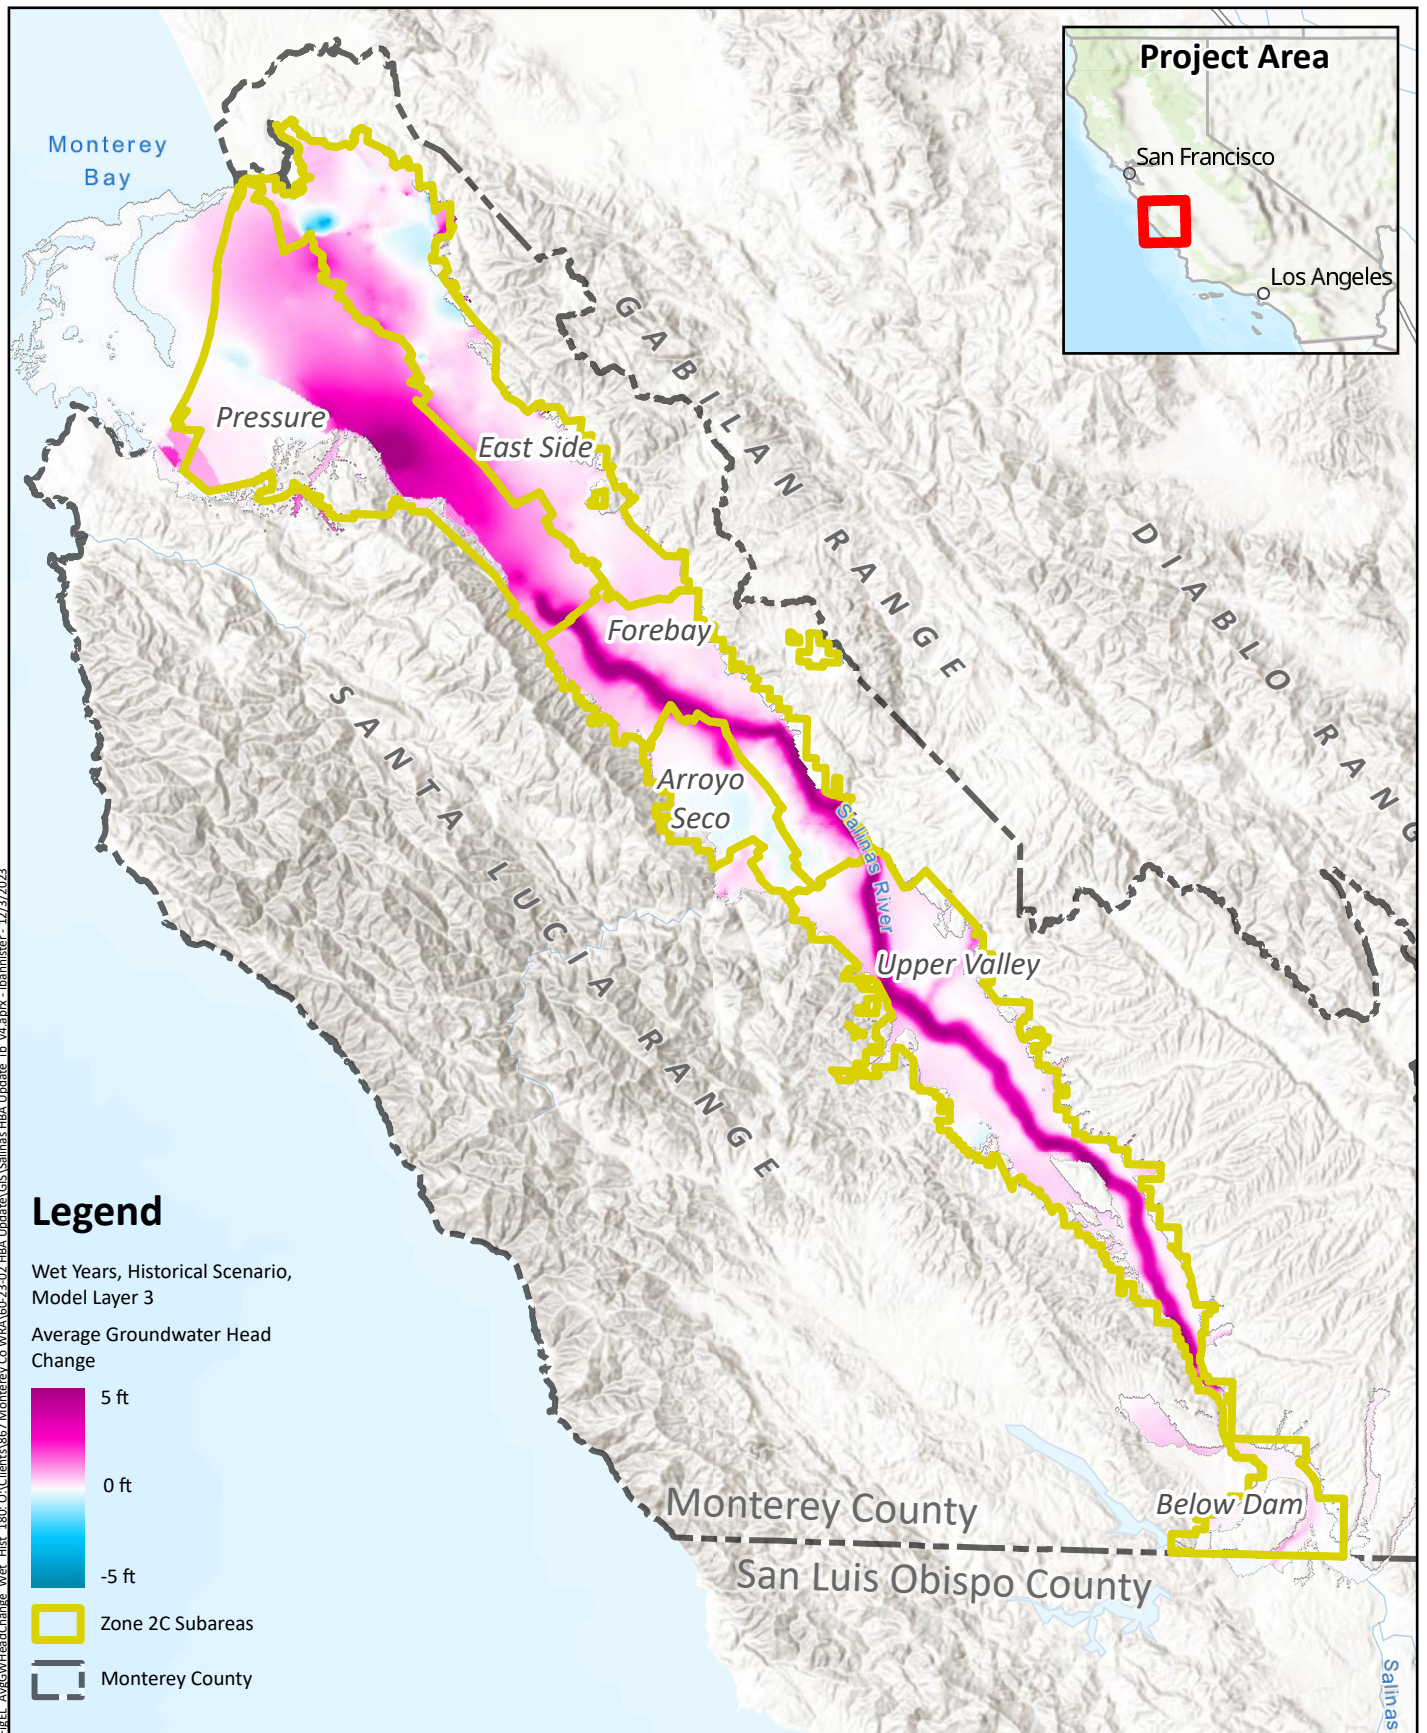 Project Area
San Francisco
Los Angeles
Monterey
Bay
GABILAN RANGE
DIABLO RANG
Pressure
East Side
Forebay
SANTA LUCIA RANGE
Arroyo
Seco
Salinas River
Upper Valley
Below Dam
Monterey County
San Luis Obispo County
Salinas
Legend
Wet Years, Historical Scenario,
Model Layer 3
Average Groundwater Head
Change
5 ft
0 ft
-5 ft
Zone 2C Subareas
Monterey County